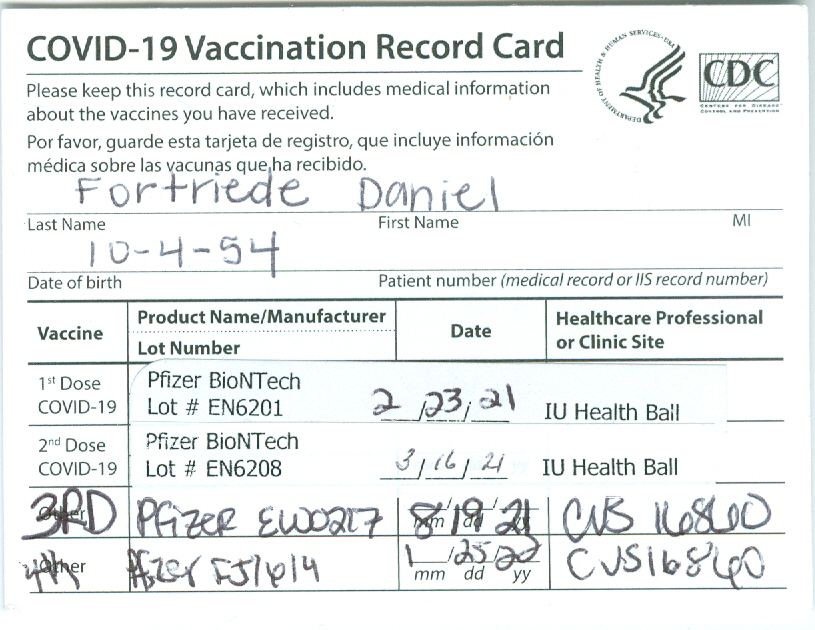 COVID-19 Vaccination Record Card
DEPARTMENT OF HEALTH & HUMAN SERVICES·USA
CDC
CENTERS FOR DISEASE
CONTROL AND PREVENTION
Please keep this record card, which includes medical information
about the vaccines you have received.
Por favor, guarde esta tarjeta de registro, que incluye información
médica sobre las vacunas que ha recibido.
Fortriede Daniel
Last Name First Name MI
10-4-54
Date of birth Patient number (medical record or IIS record number)
Vaccine Product Name/Manufacturer Date Healthcare Professional
Lot Number or Clinic Site
1st Dose Pfizer BioNTech
COVID-19 Lot # EN6201 2/23/21 IU Health Ball
2nd Dose Pfizer BioNTech
COVID-19 Lot # EN6208 3/16/21 IU Health Ball
3RD Other Pfizer EW0217 8/19/21 mm dd yy CVS 16860
4th Other Pfizer 1/25/22 CVS 16860
mm dd yy